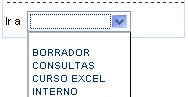 Ir a
BORRADOR
CONSULTAS
CURSO EXCEL
INTERNO